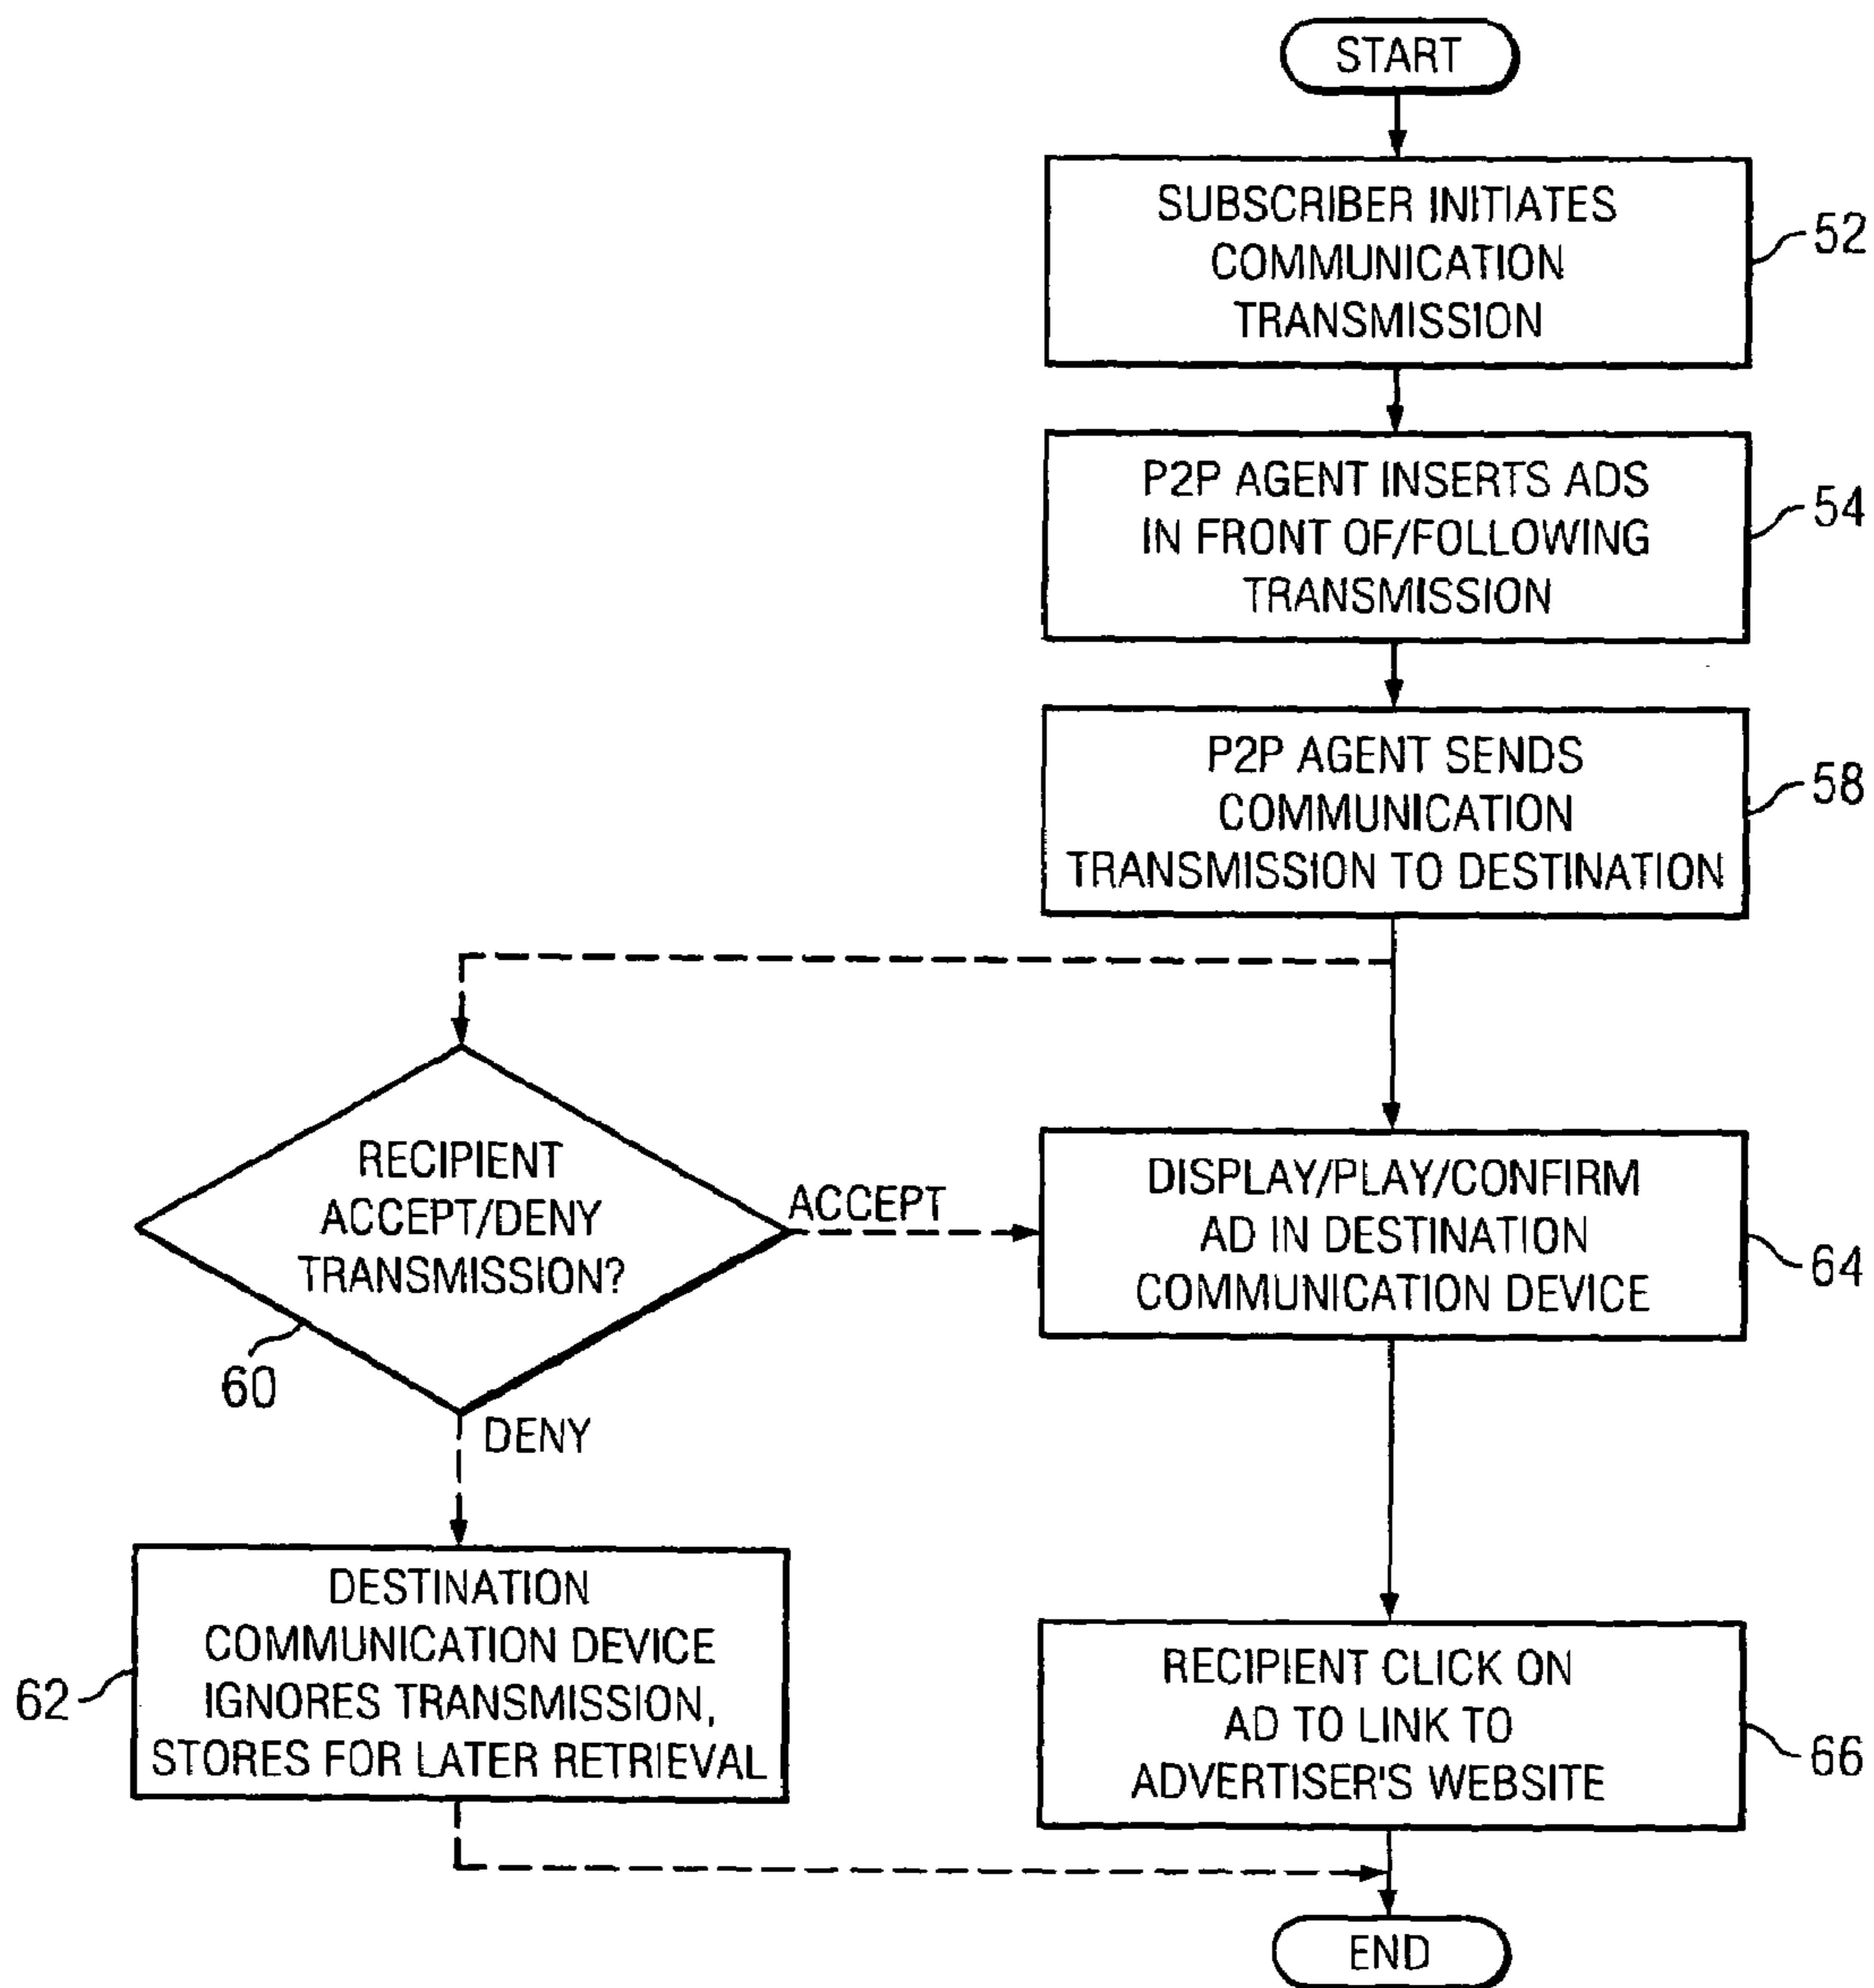 START
SUBSCRIBER INITIATES
COMMUNICATION
TRANSMISSION
52
P2P AGENT INSERTS ADS
IN FRONT OF/FOLLOWING
TRANSMISSION
54
P2P AGENT SENDS
COMMUNICATION
TRANSMISSION TO DESTINATION
58
RECIPIENT
ACCEPT/DENY
TRANSMISSION?
60
ACCEPT
DENY
DISPLAY/PLAY/CONFIRM
AD IN DESTINATION
COMMUNICATION DEVICE
64
DESTINATION
COMMUNICATION DEVICE
IGNORES TRANSMISSION,
STORES FOR LATER RETRIEVAL
62
RECIPIENT CLICK ON
AD TO LINK TO
ADVERTISER'S WEBSITE
66
END